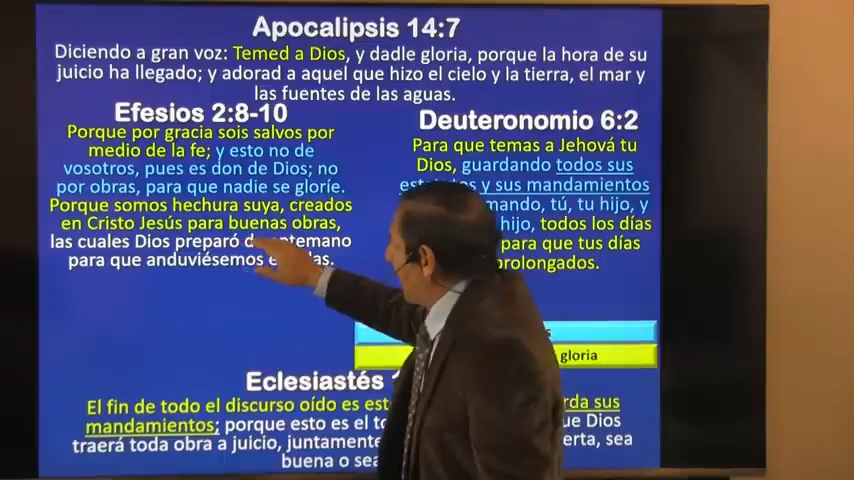 Apocalipsis 14:7
Diciendo a gran voz: Temed a Dios, y dadle gloria, porque la hora de su
juicio ha llegado; y adorad a aquel que hizo el cielo y la tierra, el mar y
las fuentes de las aguas.
Efesios 2:8-10
Porque por gracia sois salvos por
medio de la fe; y esto no de
vosotros, pues es don de Dios; no
por obras, para que nadie se gloríe.
Porque somos hechura suya, creados
en Cristo Jesús para buenas obras,
las cuales Dios preparó de antemano
para que anduviésemos en ellas.
Deuteronomio 6:2
Para que temas a Jehová tu
Dios, guardando todos sus
estatutos y sus mandamientos
mando, tú, tu hijo, y
hijo, todos los días
para que tus días
prolongados.
gloria
Eclesiastés
El fin de todo el discurso oído es
sus
mandamientos; porque esto es el
que Dios
traerá toda obra a juicio, juntamente
sea
buena o